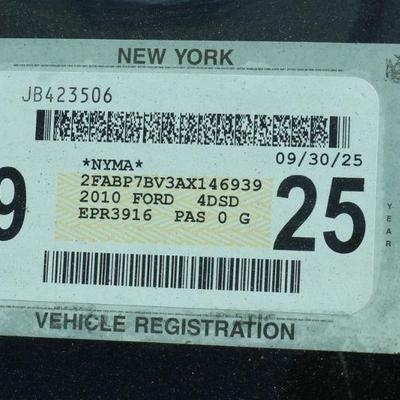 NEW YORK
JB423506
*NYMA*
09/30/25
2FABP7BV3AX146939
2010 FORD 4DSD
EPR3916 PAS 0 G
9
25
YEAR
VEHICLE REGISTRATION